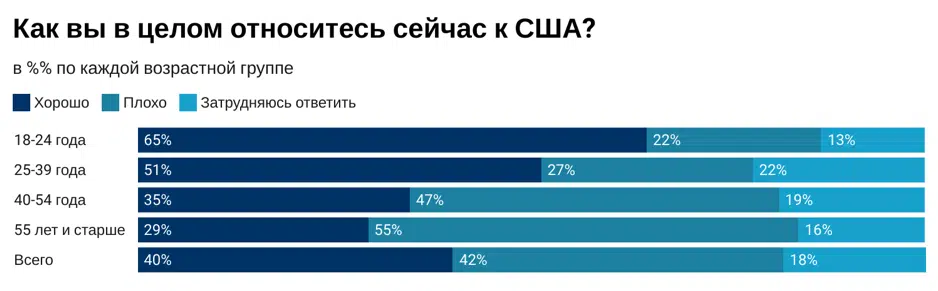 Как вы в целом относитесь сейчас к США?
в %% по каждой возрастной группе
Хорошо Плохо Затрудняюсь ответить
18-24 года 65% 22% 13%
25-39 года 51% 27% 22%
40-54 года 35% 47% 19%
55 лет и старше 29% 55% 16%
Всего 40% 42% 18%